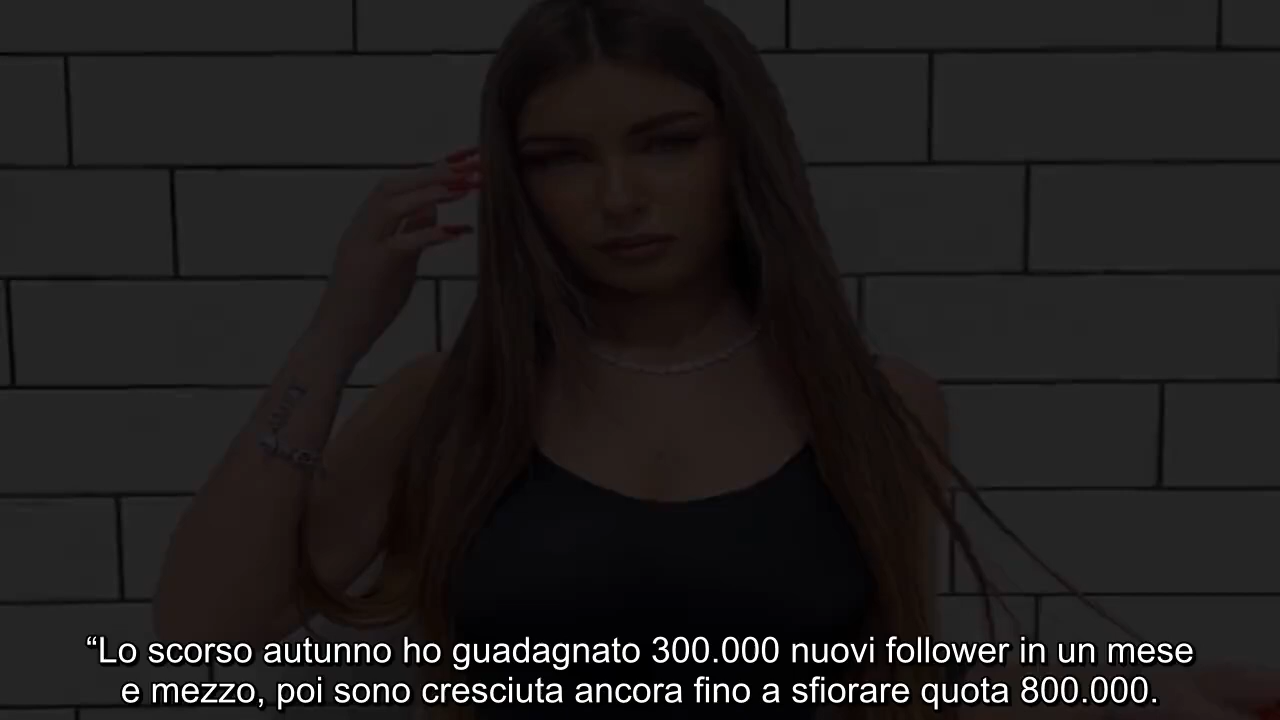 “Lo scorso autunno ho guadagnato 300.000 nuovi follower in un mese
e mezzo, poi sono cresciuta ancora fino a sfiorare quota 800.000.